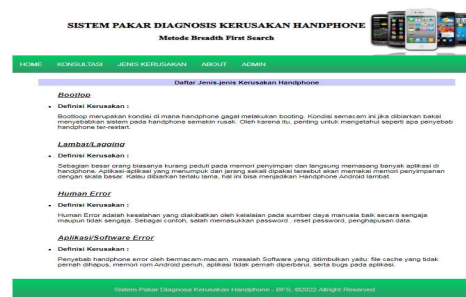 SISTEM PAKAR DIAGNOSIS KERUSAKAN HANDPHONE
Metode Breadth First Search
HOME KONSULTASI JENIS KERUSAKAN ABOUT ADMIN
Daftar Jenis-jenis Kerusakan Handphone
Bootlop
Definisi Kerusakan :
Bootloop merupakan kondisi di mana handphone gagal melakukan booting. Kondisi semacam ini jika dibiarkan bakal
menyebabkan sistem pada handphone semakin rusak. Oleh karena itu, penting untuk mengetahui seperti apa penyebab
handphone ter-restart.
Lambat/Lagging
Definisi Kerusakan :
Sebagian besar orang biasanya kurang peduli pada memori penyimpan dan langsung memasang banyak aplikasi di
handphone. Aplikasi-aplikasi yang menumpuk dan jarang sekali dipakai tersebut akan memakai memori penyimpanan
dengan skala besar. Kalau dibiarkan terlalu lama, hal ini bisa menjadikan Handphone Android lambat.
Human Error
Definisi Kerusakan :
Human Error adalah kesalahan yang diakibatkan oleh kelalaian pada sumber daya manusia baik secara sengaja
maupun tidak sengaja. Sebagai contoh, salah memasukkan password , reset password, penghapusan data.
Aplikasi/Software Error
Definisi Kerusakan :
Penyebab handphone error oleh bermacam-macam, masalah Software yang ditimbulkan yaitu: file cache yang tidak
pernah dihapus, memori rom Android penuh, aplikasi tidak pernah diperbarui, serta bugs pada aplikasi.
Sistem Pakar Diagnosa Kerusakan Handphone - BFS, ©2022 Allright Reserved